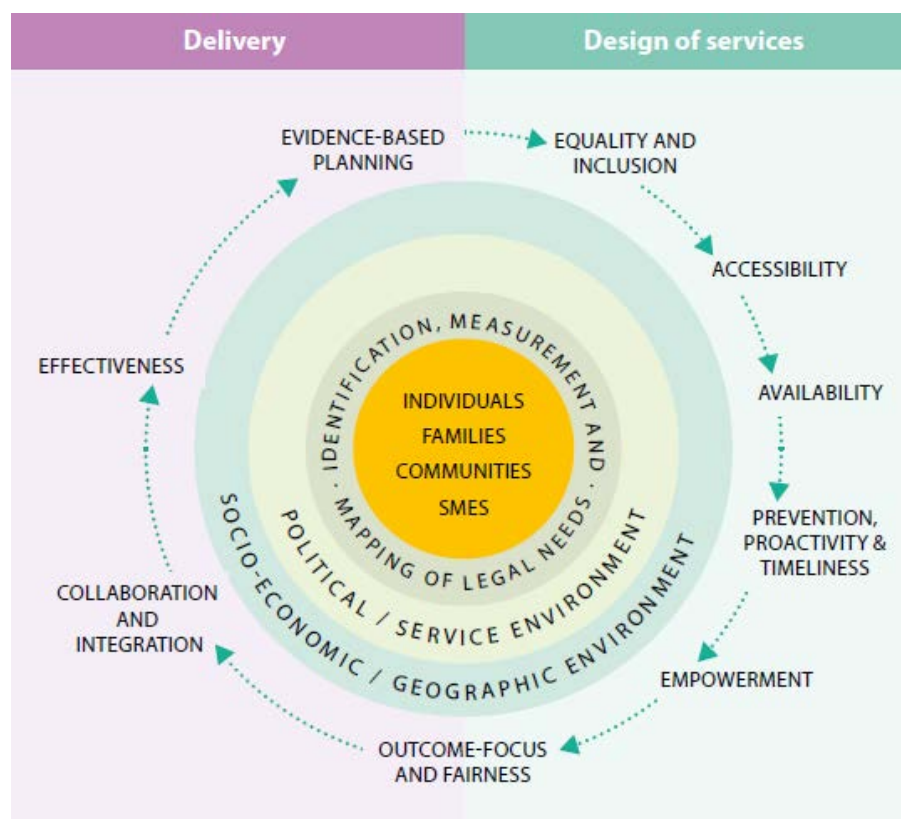 Delivery
Design of services
EVIDENCE-BASED
PLANNING
EQUALITY AND
INCLUSION
ACCESSIBILITY
AVAILABILITY
PREVENTION,
PROACTIVITY &
TIMELINESS
EMPOWERMENT
OUTCOME-FOCUS
AND FAIRNESS
COLLABORATION
AND
INTEGRATION
EFFECTIVENESS
INDIVIDUALS
FAMILIES
COMMUNITIES
SMES
· IDENTIFICATION, MEASUREMENT AND ·
MAPPING OF LEGAL NEEDS
POLITICAL / SERVICE ENVIRONMENT
SOCIO-ECONOMIC / GEOGRAPHIC ENVIRONMENT